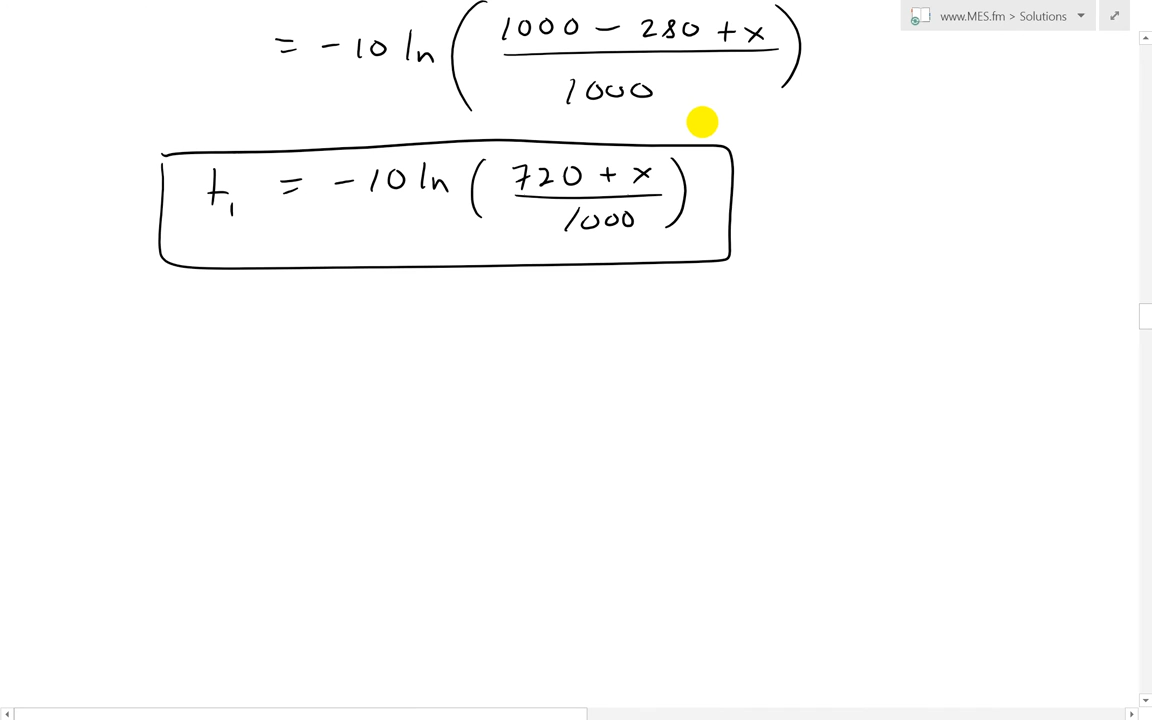 www.MES.fm > Solutions
= -10 ln ( 1000 - 280 + x / 1000 )
t₁ = -10 ln ( 720 + x / 1000 )